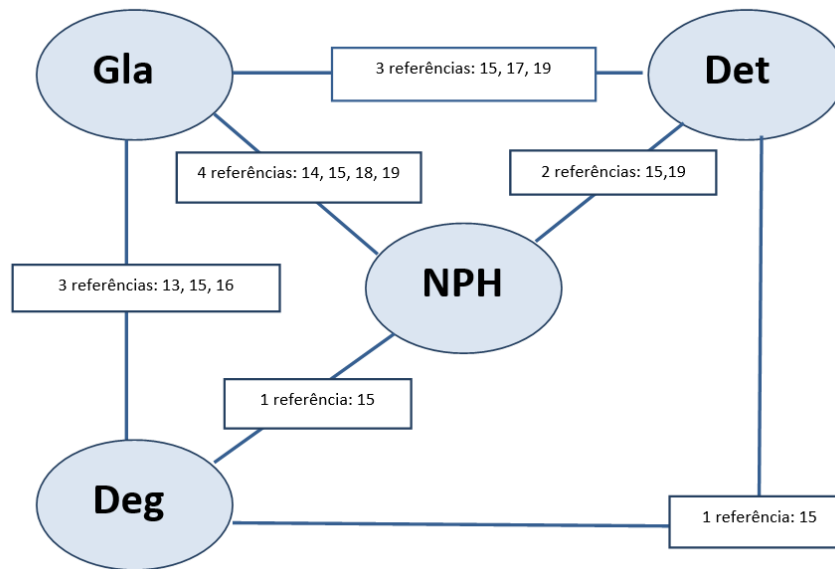 Gla
3 referências: 15, 17, 19
Det
4 referências: 14, 15, 18, 19
2 referências: 15,19
3 referências: 13, 15, 16
NPH
1 referência: 15
Deg
1 referência: 15